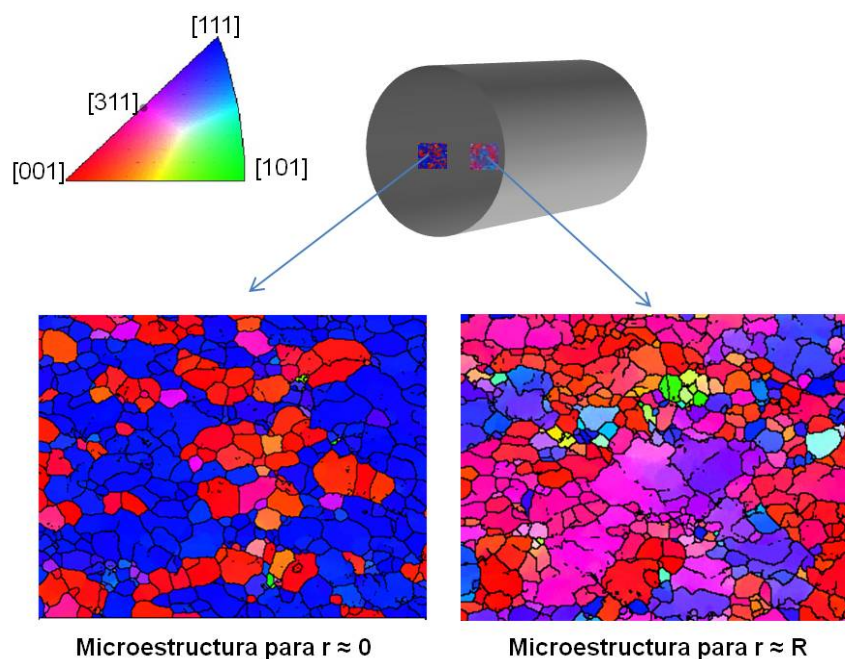 [111]
[311]
[001]
[101]
Microestructura para r ≈ 0
Microestructura para r ≈ R